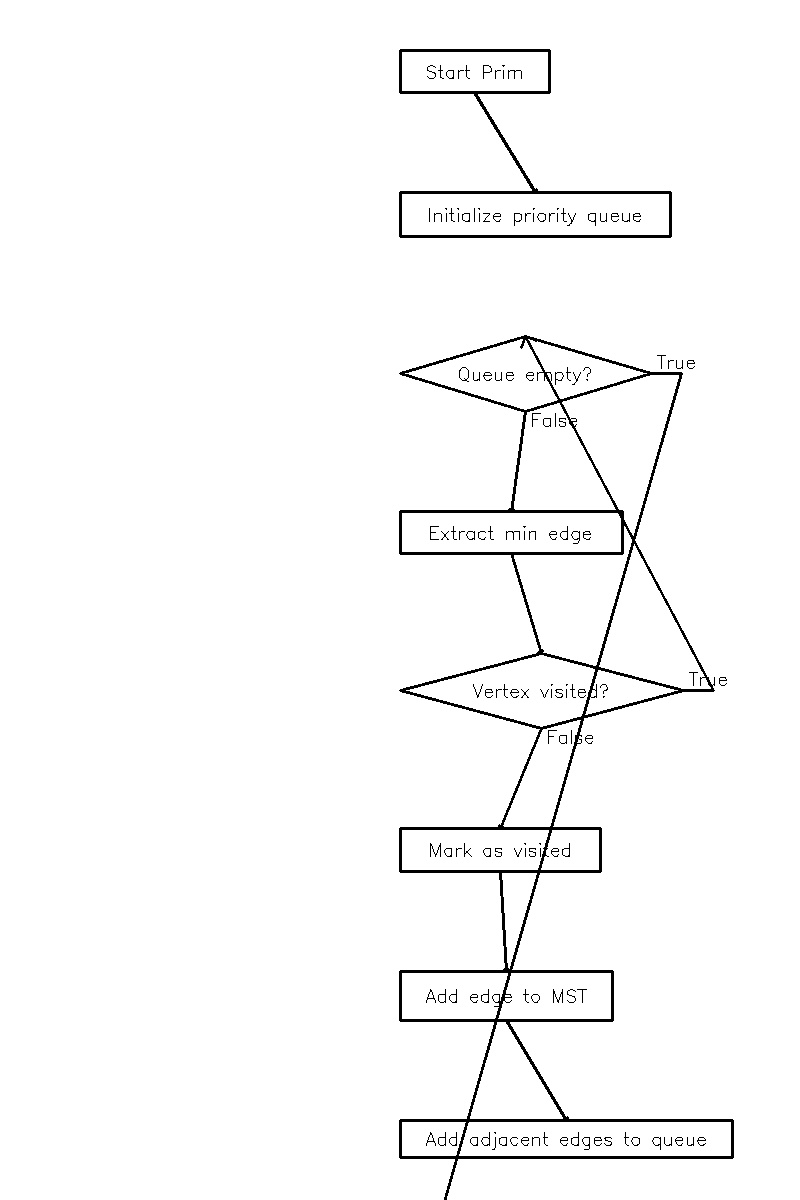 Start Prim
Initialize priority queue
True
Queue empty?
False
Extract min edge
True
Vertex visited?
False
Mark as visited
Add edge to MST
Add adjacent edges to queue